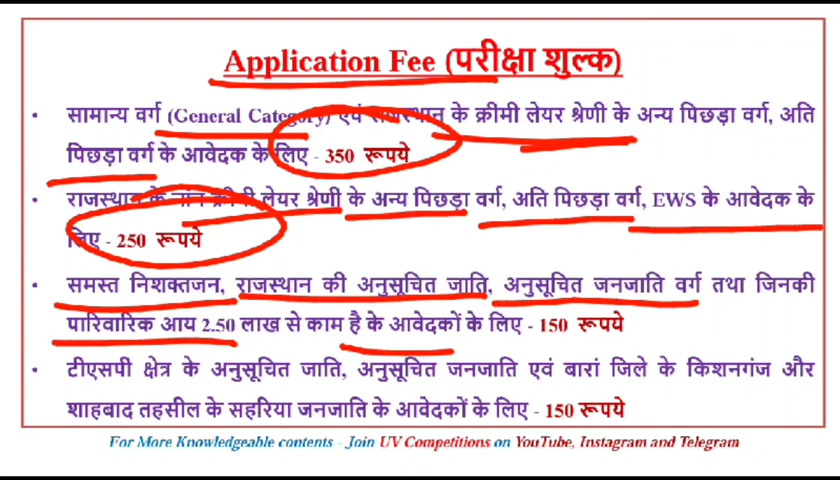 Application Fee (परीक्षा शुल्क)
• सामान्य वर्ग (General Category) एवं राजस्थान के क्रीमी लेयर श्रेणी के अन्य पिछड़ा वर्ग, अति
पिछड़ा वर्ग के आवेदक के लिए - 350 रूपये
• राजस्थान के नॉन क्रीमी लेयर श्रेणी के अन्य पिछड़ा वर्ग, अति पिछड़ा वर्ग, EWS के आवेदक के
लिए - 250 रूपये
• समस्त निशक्तजन, राजस्थान की अनुसूचित जाति, अनुसूचित जनजाति वर्ग तथा जिनकी
पारिवारिक आय 2.50 लाख से काम है के आवेदकों के लिए - 150 रूपये
• टीएसपी क्षेत्र के अनुसूचित जाति, अनुसूचित जनजाति एवं बारां जिले के किशनगंज और
शाहबाद तहसील के सहरिया जनजाति के आवेदकों के लिए - 150 रूपये
For More Knowledgeable contents - Join UV Competitions on YouTube, Instagram and Telegram